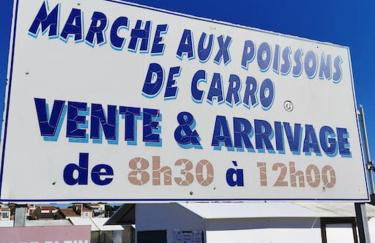 MARCHE AUX POISSONS
DE CARRO
VENTE & ARRIVAGE
de 8h30 à 12h00